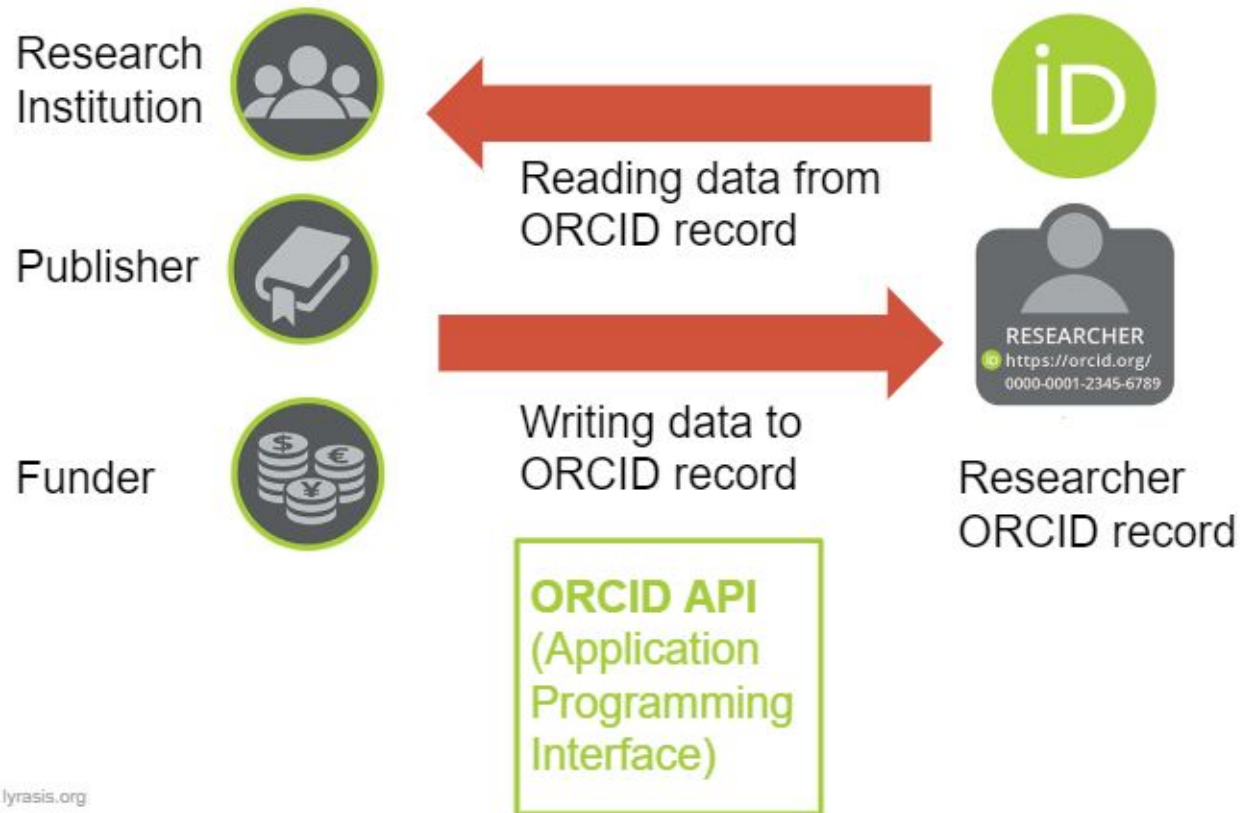 Research
Institution
iD
Reading data from
ORCID record
Publisher
RESEARCHER
iD https://orcid.org/
0000-0001-2345-6789
Writing data to
ORCID record
Funder
$
€
¥
Researcher
ORCID record
ORCID API
(Application
Programming
Interface)
lyrasis.org